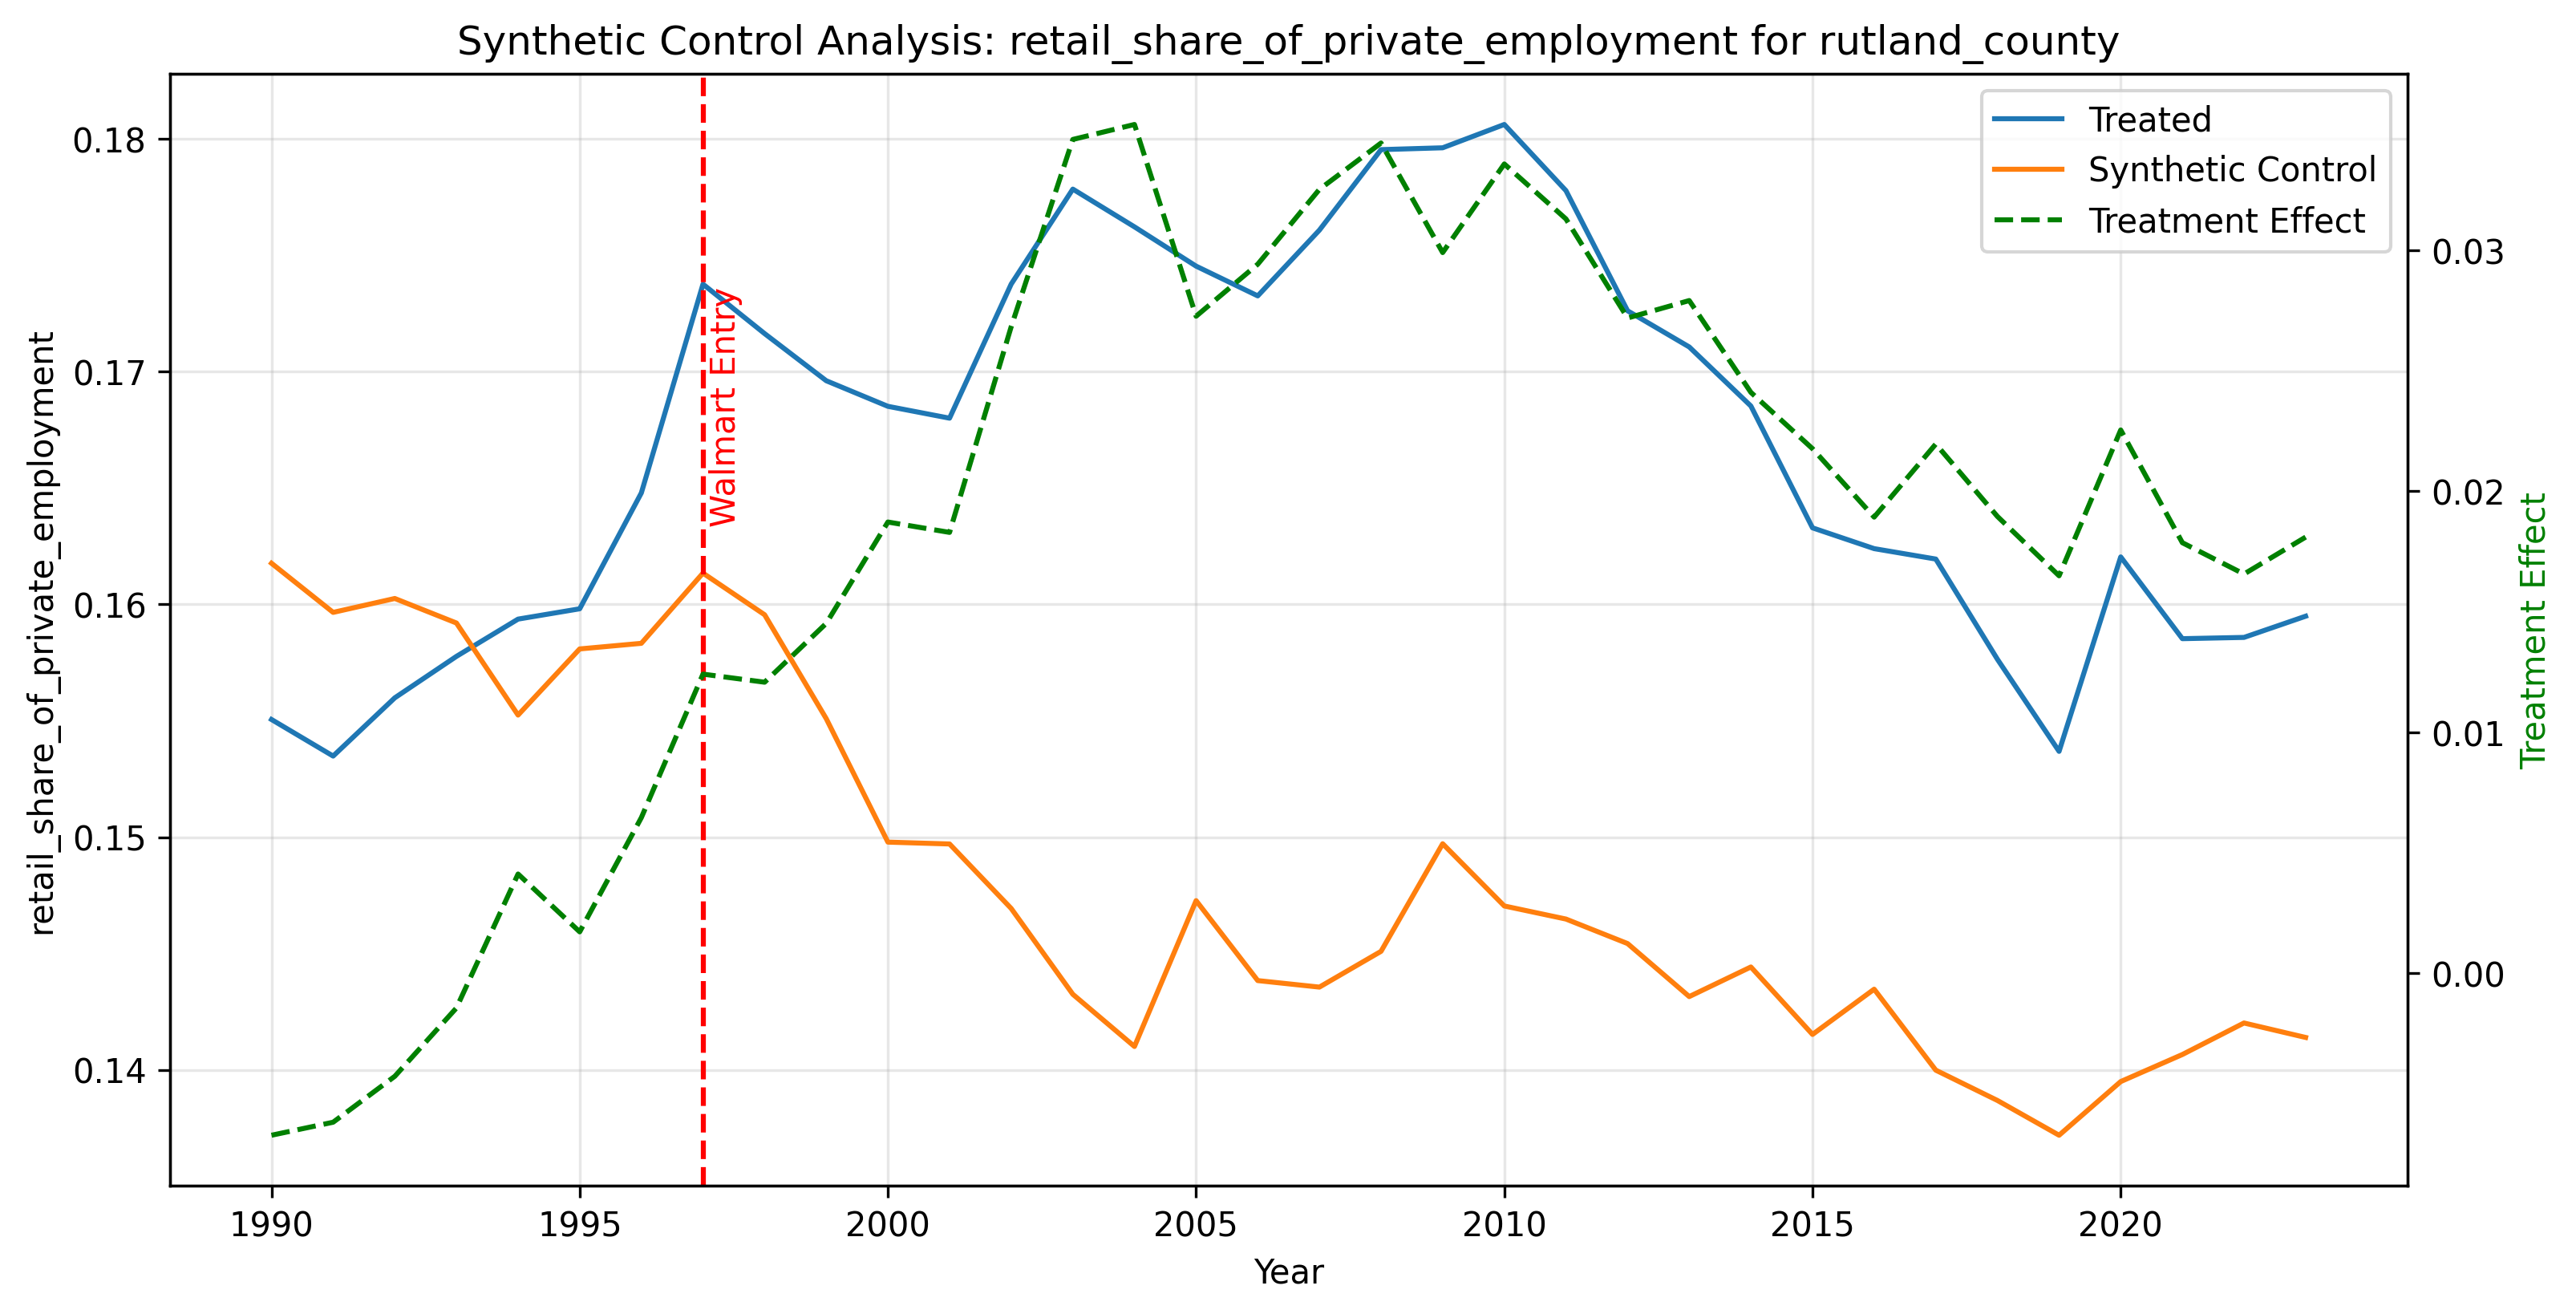 Synthetic Control Analysis: retail_share_of_private_employment for rutland_county
Treated
Synthetic Control
Treatment Effect
retail_share_of_private_employment
0.18
0.17
0.16
0.15
0.14
Walmart Entry
0.03
0.02
0.01
0.00
Treatment Effect
1990 1995 2000 2005 2010 2015 2020
Year